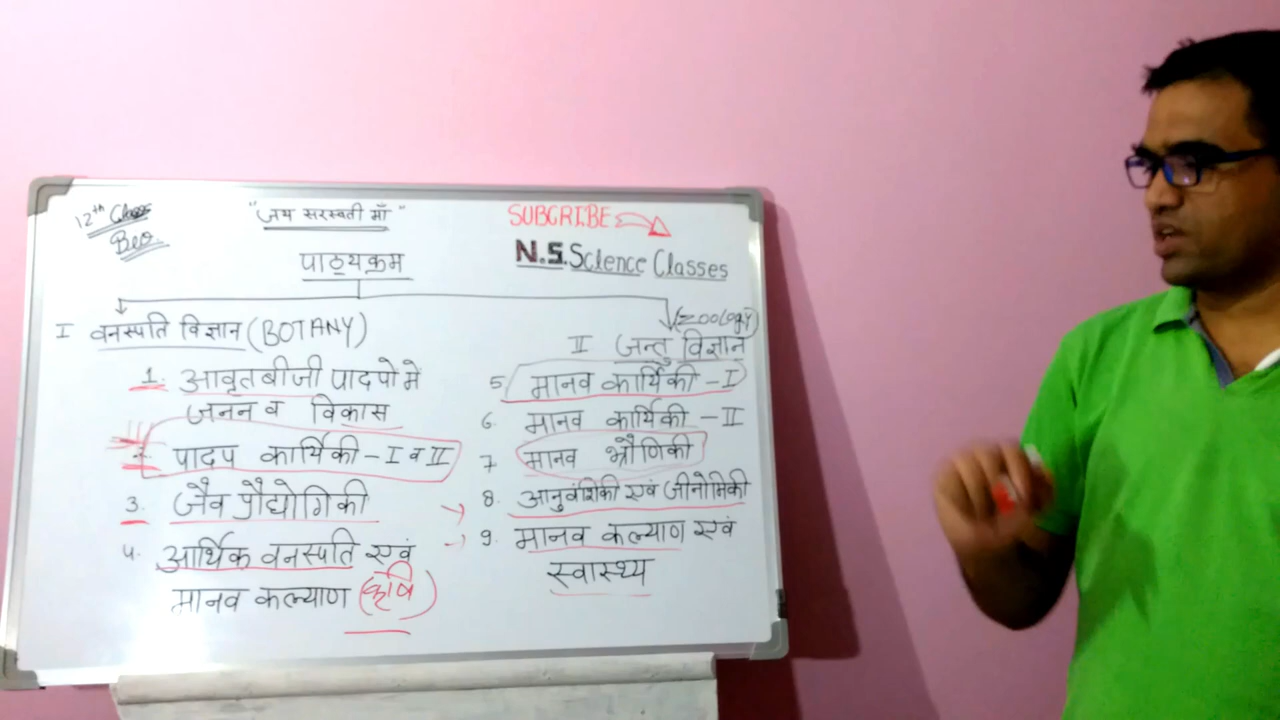 12th Class
Bio.
"जय सरस्वती माँ"
SUBCRIBE
N.S. Science Classes
पाठ्यक्रम
I वनस्पति विज्ञान (BOTANY)
1. आवृतबीजी पादपो में
जनन व विकास
पादप कार्यिकी - I व II
3. जैव प्रौद्योगिकी
4. आर्थिक वनस्पति एवं
मानव कल्याण (कृषि)
(ZOOLOGY)
II जन्तु विज्ञान
5 मानव कार्यिकी - I
6. मानव कार्यिकी - II
7 मानव भ्रौणिकी
8. आनुवंशिकी एवं जीनोमिकी
9. मानव कल्याण एवं
स्वास्थ्य